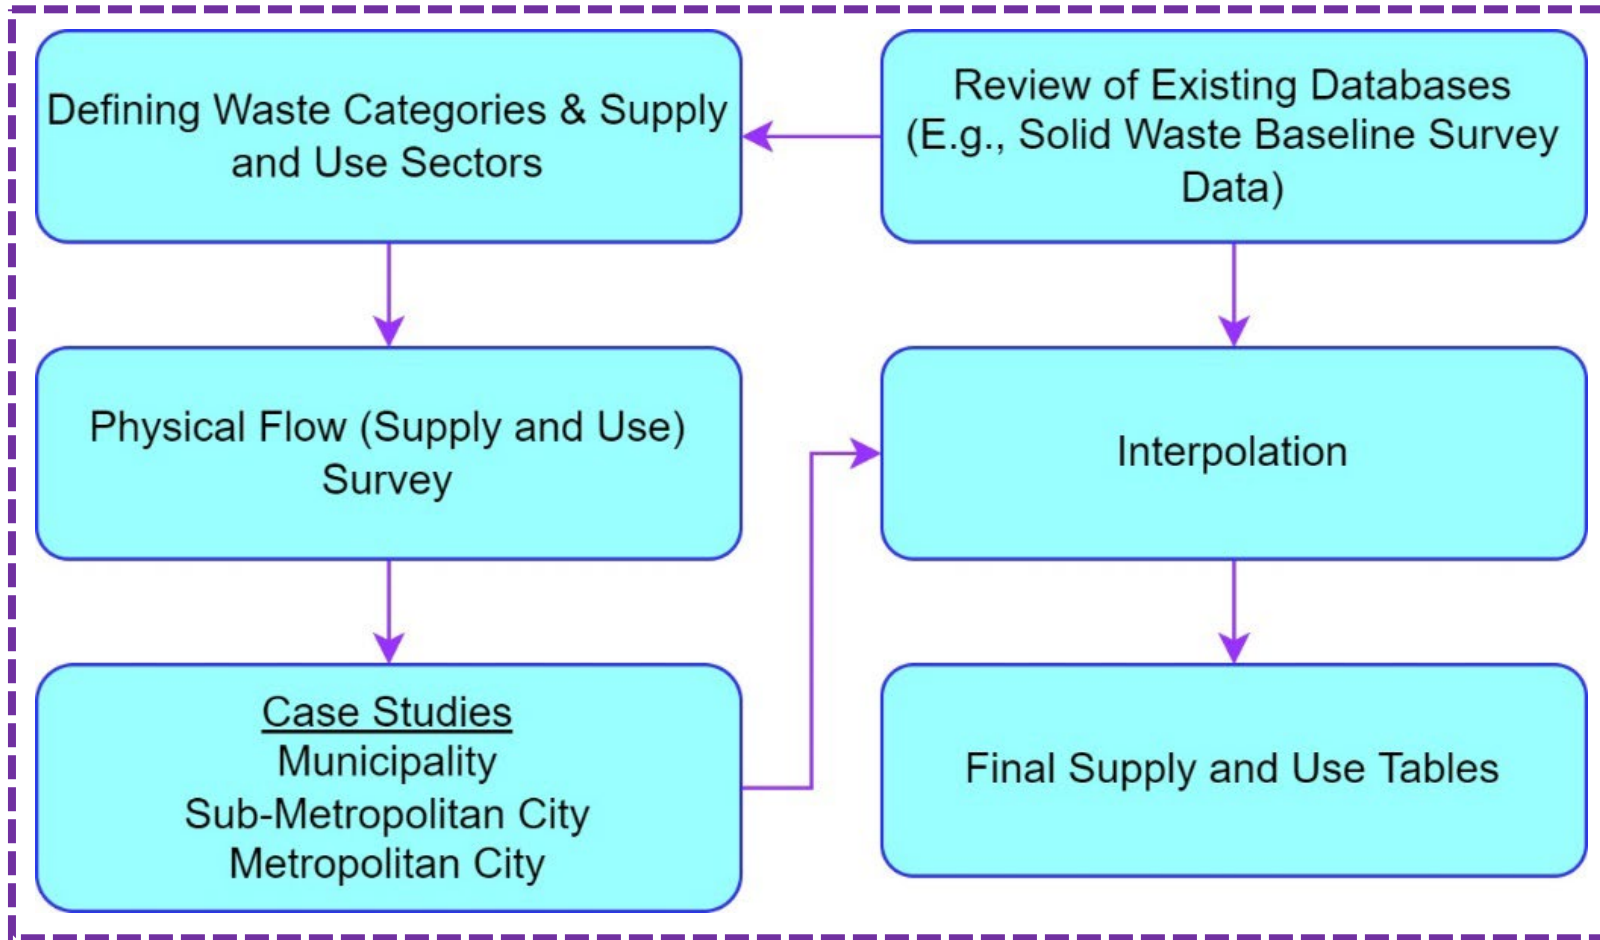 Defining Waste Categories & Supply
and Use Sectors
Review of Existing Databases
(E.g., Solid Waste Baseline Survey
Data)
Physical Flow (Supply and Use)
Survey
Interpolation
Case Studies
Municipality
Sub-Metropolitan City
Metropolitan City
Final Supply and Use Tables